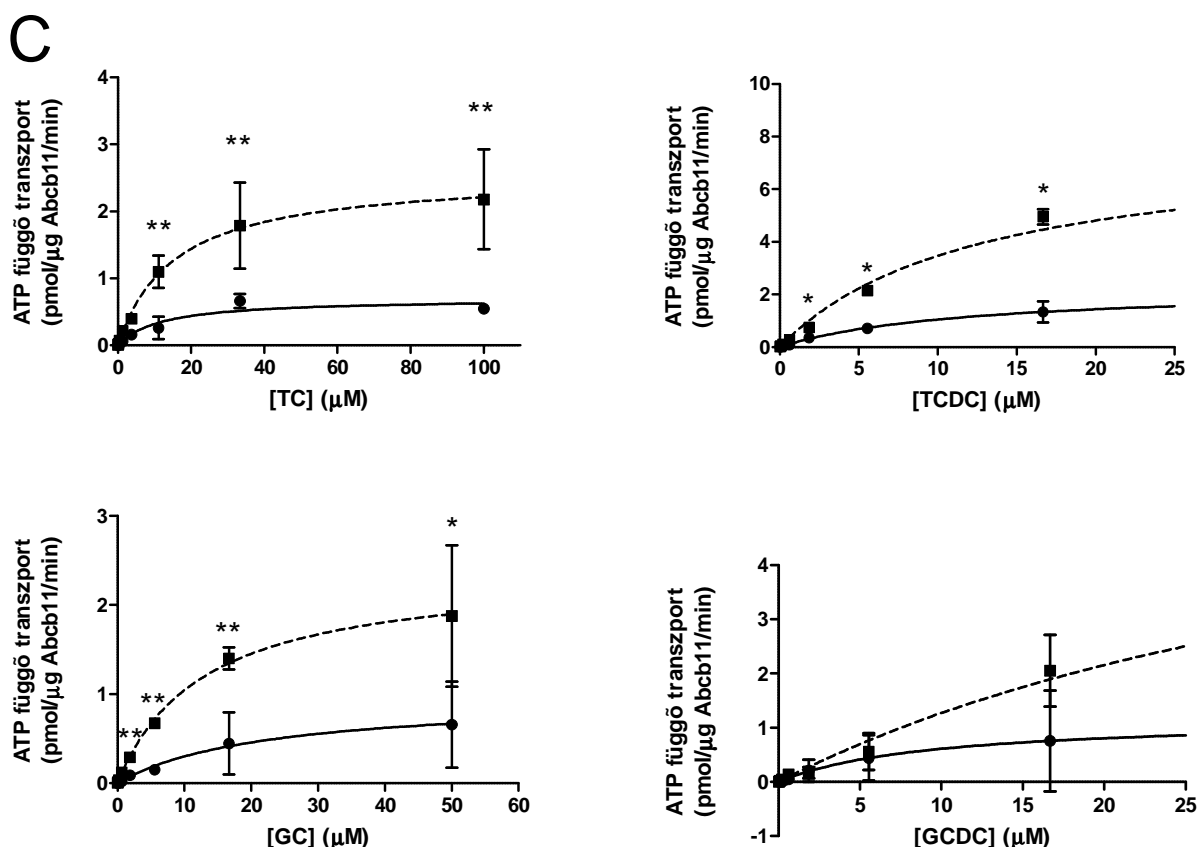 C
ATP függõ transzport
(pmol/μg Abcb11/min)
4
3
2
1
0
**
**
**
0 20 40 60 80 100
[TC] (μM)
ATP függõ transzport
(pmol/μg Abcb11/min)
10
8
6
4
2
0
*
*
*
0 5 10 15 20 25
[TCDC] (μM)
ATP függõ transzport
(pmol/μg Abcb11/min)
3
2
1
0
*
**
**
**
0 10 20 30 40 50 60
[GC] (μM)
ATP függõ transzport
(pmol/μg Abcb11/min)
4
3
2
1
0
-1
5 10 15 20 25
[GCDC] (μM)